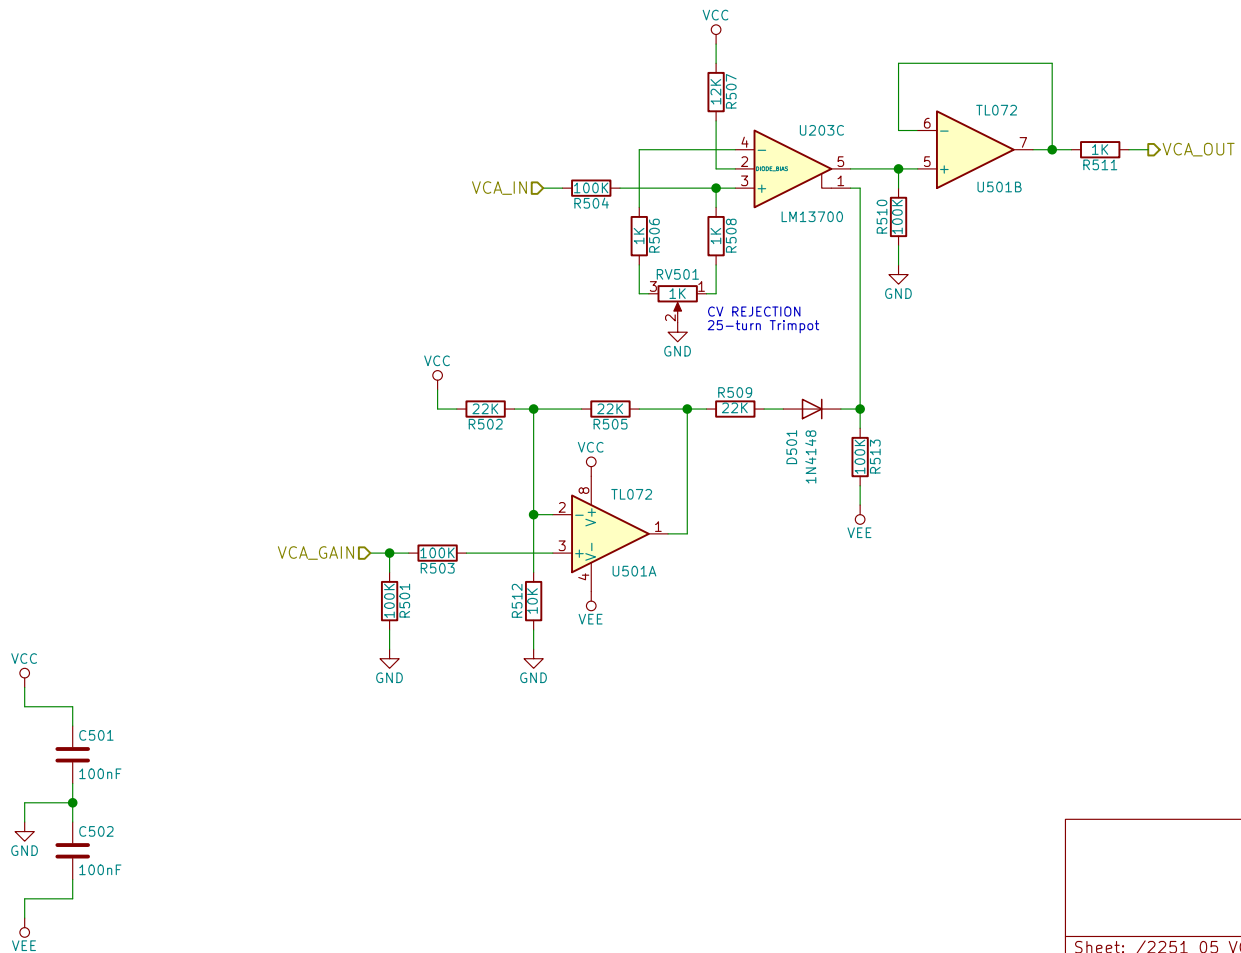 VCC
12K
R507
U203C
4
−
2
DIODE_BIAS
3
+
5
1
LM13700
VCA_IN
100K
R504
1K
R506
1K
R508
RV501
3
1K
1
2
GND
CV REJECTION
25-turn Trimpot
TL072
6
−
5
+
7
U501B
1K
R511
VCA_OUT
R510
100K
GND
VCC
22K
R502
22K
R505
R509
22K
D501
1N4148
100K
R513
VEE
VCC
8
TL072
2
−
V+
3
+
V-
1
4
U501A
VEE
VCA_GAIN
100K
R503
100K
R501
GND
R512
10K
GND
VCC
C501
100nF
GND
C502
100nF
VEE
Sheet: /2251 05 V